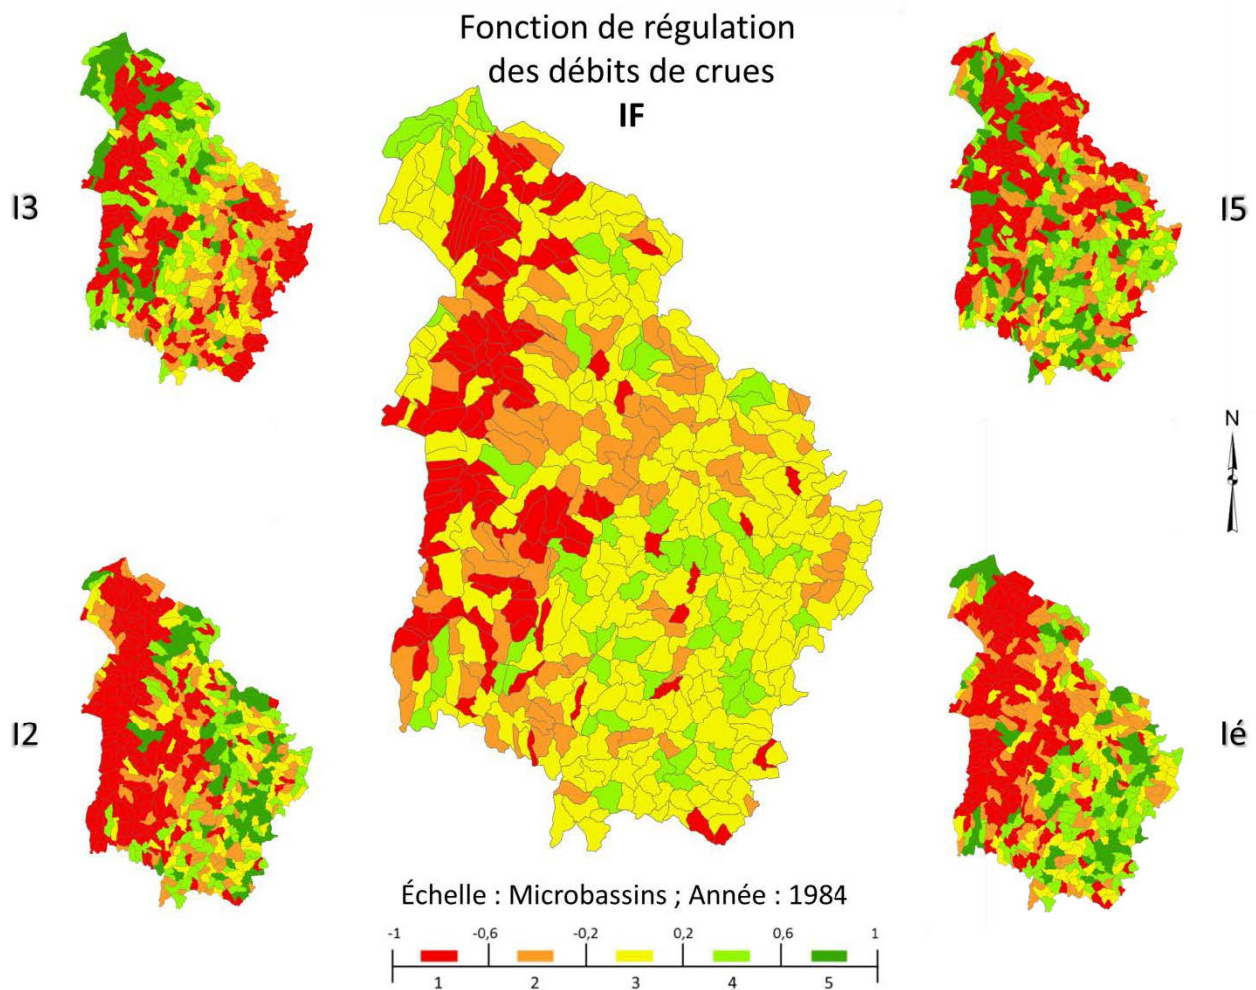 Fonction de régulation
des débits de crues
IF
I3
I5
N
I2
Ié
Échelle : Microbassins ; Année : 1984
-1 -0,6 -0,2 0,2 0,6 1
1 2 3 4 5